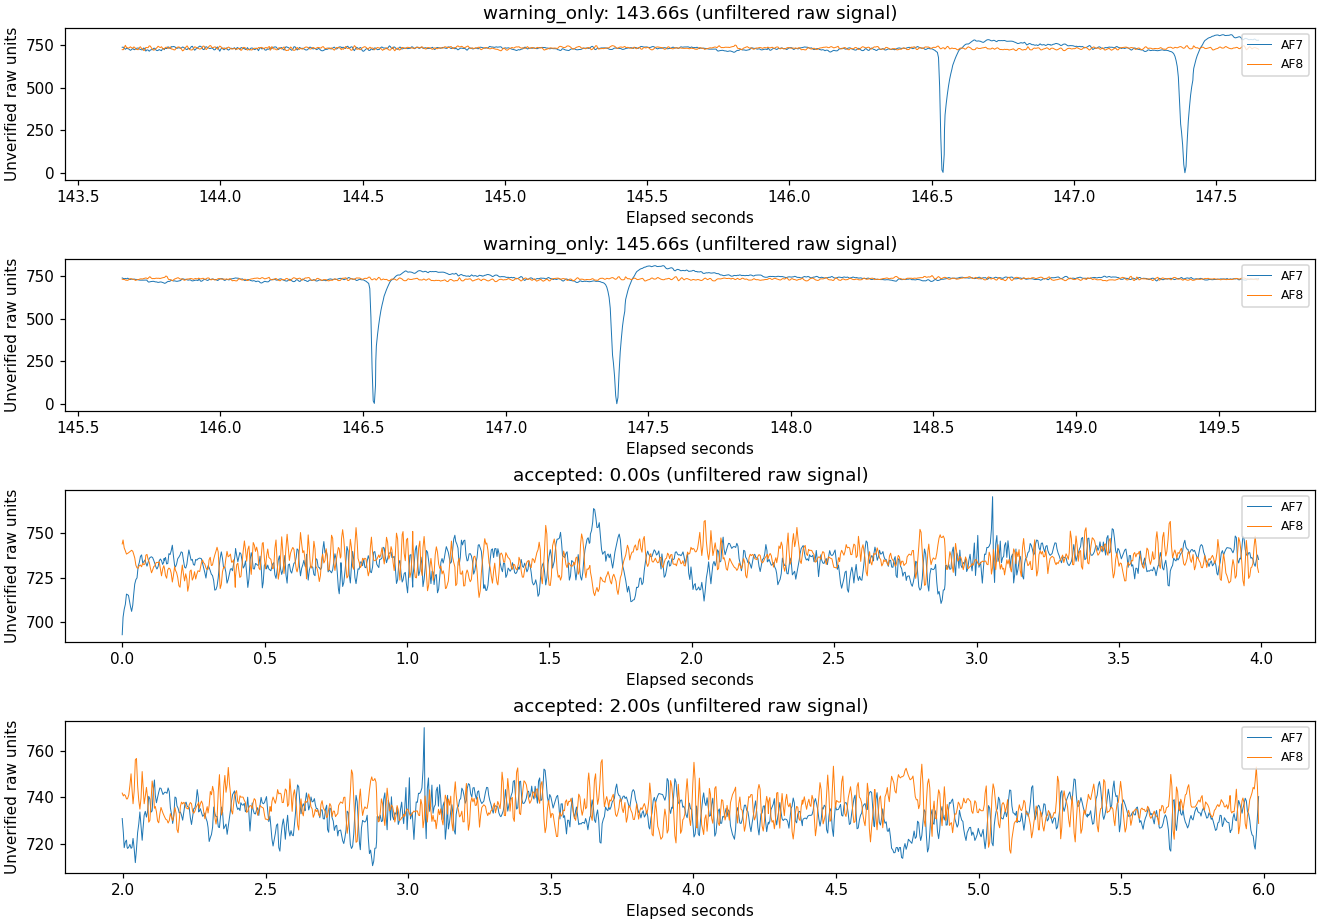 warning_only: 143.66s (unfiltered raw signal)
Unverified raw units
750
500
250
0
AF7
AF8
143.5 144.0 144.5 145.0 145.5 146.0 146.5 147.0 147.5
Elapsed seconds
warning_only: 145.66s (unfiltered raw signal)
Unverified raw units
750
500
250
0
AF7
AF8
145.5 146.0 146.5 147.0 147.5 148.0 148.5 149.0 149.5
Elapsed seconds
accepted: 0.00s (unfiltered raw signal)
Unverified raw units
750
725
700
AF7
AF8
0.0 0.5 1.0 1.5 2.0 2.5 3.0 3.5 4.0
Elapsed seconds
accepted: 2.00s (unfiltered raw signal)
Unverified raw units
760
740
720
AF7
AF8
2.0 2.5 3.0 3.5 4.0 4.5 5.0 5.5 6.0
Elapsed seconds